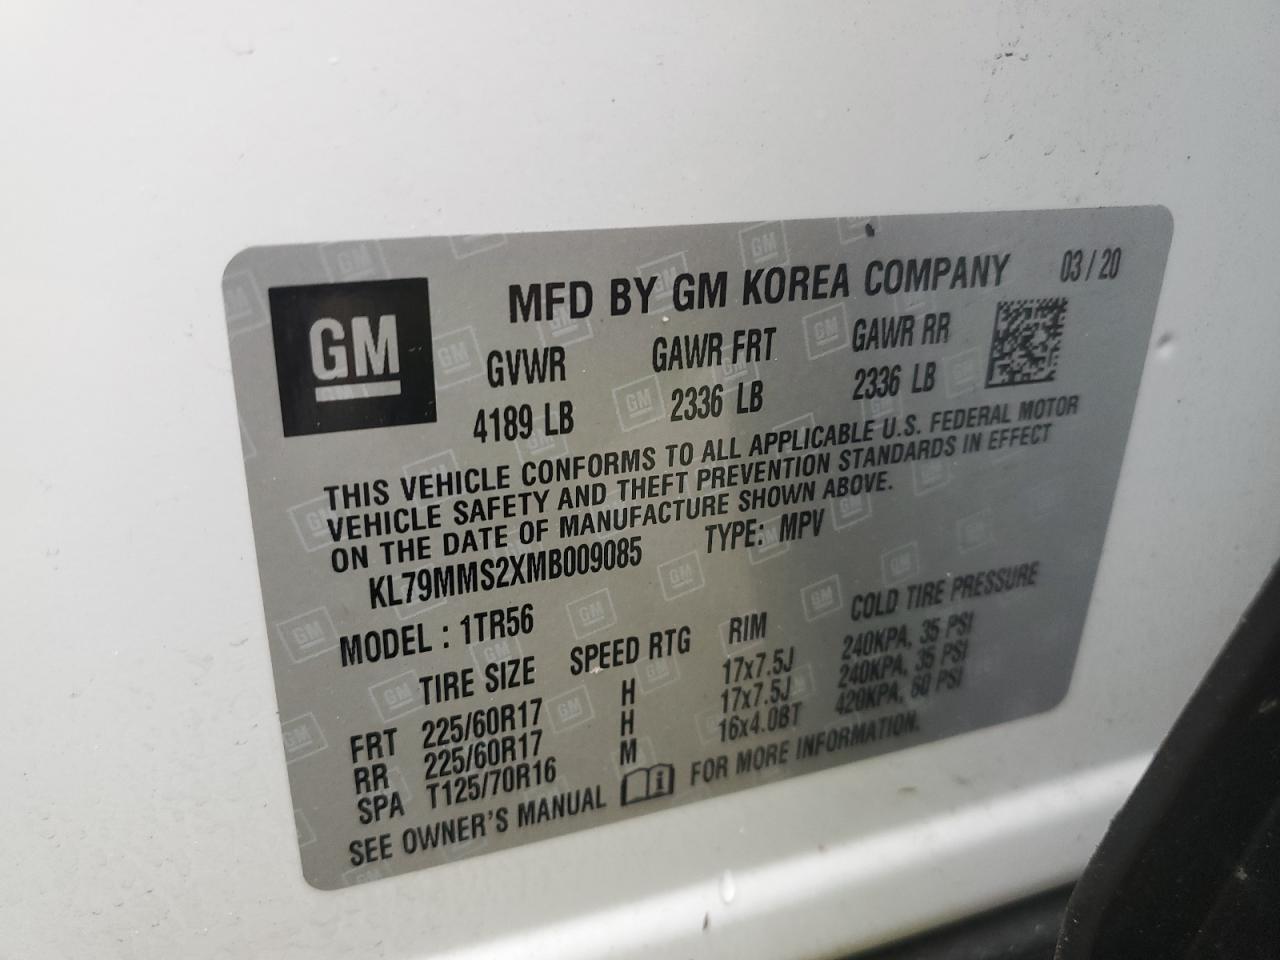 GM
MFD BY GM KOREA COMPANY 03/20
GVWR GAWR FRT GAWR RR
4189 LB 2336 LB 2336 LB
THIS VEHICLE CONFORMS TO ALL APPLICABLE U.S. FEDERAL MOTOR
VEHICLE SAFETY AND THEFT PREVENTION STANDARDS IN EFFECT
ON THE DATE OF MANUFACTURE SHOWN ABOVE.
KL79MMS2XMB009085 TYPE: MPV
MODEL : 1TR56
TIRE SIZE SPEED RTG RIM COLD TIRE PRESSURE
FRT 225/60R17 H 17x7.5J 240KPA, 35 PSI
RR 225/60R17 H 17x7.5J 240KPA, 35 PSI
SPA T125/70R16 M 16x4.0BT 420KPA, 60 PSI
SEE OWNER'S MANUAL FOR MORE INFORMATION.